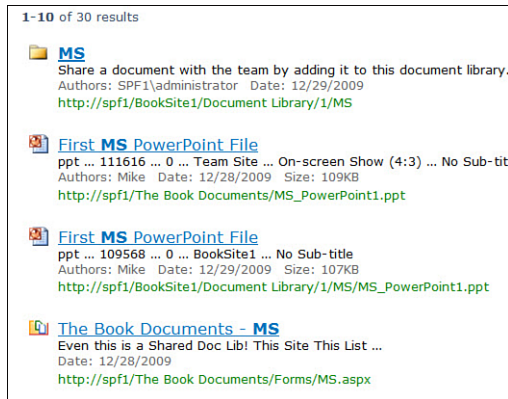 1-10 of 30 results
MS
Share a document with the team by adding it to this document library.
Authors: SPF1\administrator Date: 12/29/2009
http://spf1/BookSite1/Document Library/1/MS
First MS PowerPoint File
ppt ... 111616 ... 0 ... Team Site ... On-screen Show (4:3) ... No Sub-tit
Authors: Mike Date: 12/28/2009 Size: 109KB
http://spf1/The Book Documents/MS_PowerPoint1.ppt
First MS PowerPoint File
ppt ... 109568 ... 0 ... BookSite1 ... No Sub-title
Authors: Mike Date: 12/29/2009 Size: 107KB
http://spf1/BookSite1/Document Library/1/MS/MS_PowerPoint1.ppt
The Book Documents - MS
Even this is a Shared Doc Lib! This Site This List ...
Date: 12/28/2009
http://spf1/The Book Documents/Forms/MS.aspx